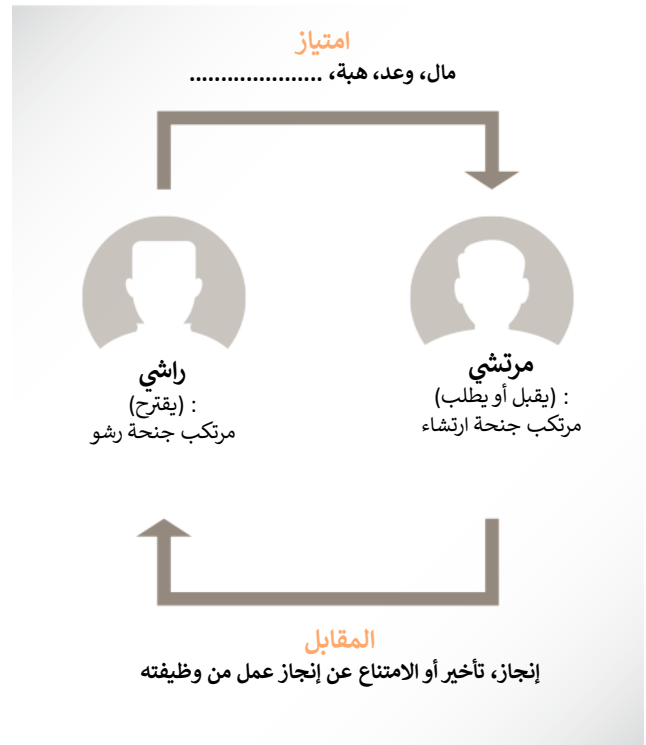 امتياز
مال، وعد، هبة، .....................
مرتشي
: (يقبل أو يطلب)
مرتكب جنحة ارتشاء
راشي
: (يقترح)
مرتكب جنحة رشو
المقابل
إنجاز، تأخير أو الامتناع عن إنجاز عمل من وظيفته